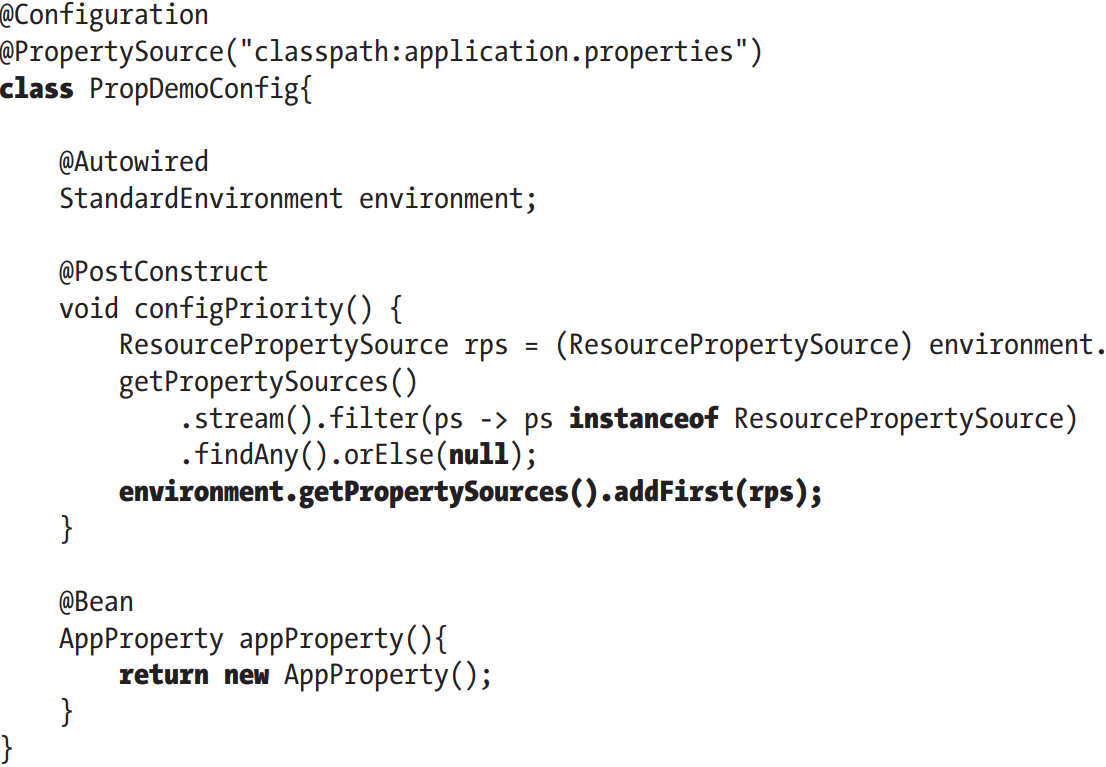 @Configuration
@PropertySource("classpath:application.properties")
class PropDemoConfig{
@Autowired
StandardEnvironment environment;
@PostConstruct
void configPriority() {
ResourcePropertySource rps = (ResourcePropertySource) environment.
getPropertySources()
.stream().filter(ps -> ps instanceof ResourcePropertySource)
.findAny().orElse(null);
environment.getPropertySources().addFirst(rps);
}
@Bean
AppProperty appProperty(){
return new AppProperty();
}
}